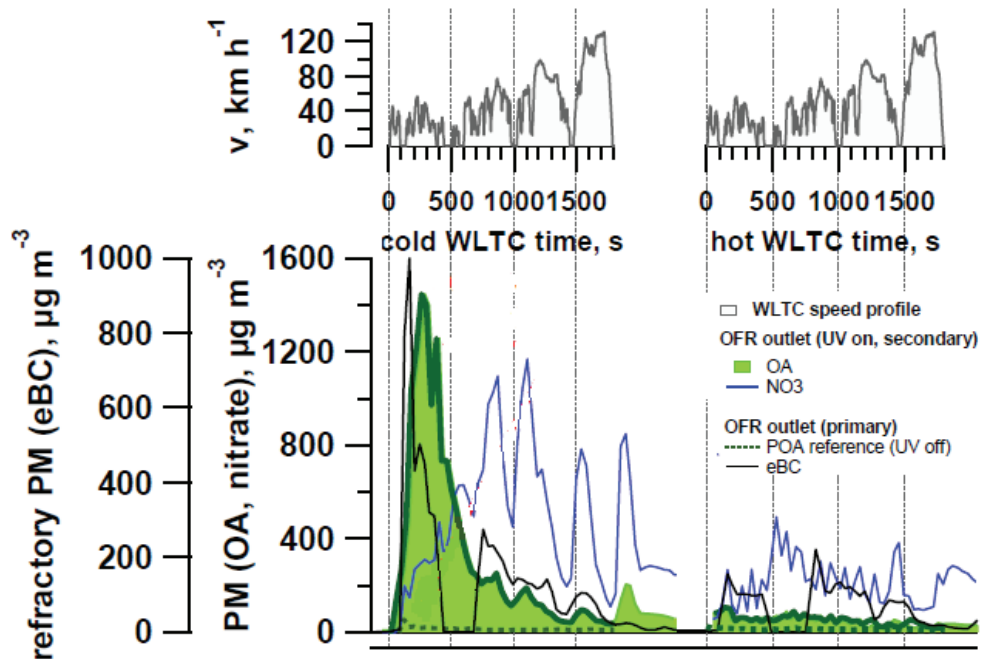 v, km h-1
120
80
40
0
0 500 1000 1500
0 500 1000 1500
cold WLTC time, s
hot WLTC time, s
refractory PM (eBC), µg m-3
1000
800
600
400
200
0
PM (OA, nitrate), µg m-3
1600
1200
800
400
0
WLTC speed profile
OFR outlet (UV on, secondary)
OA
NO3
OFR outlet (primary)
POA reference (UV off)
eBC